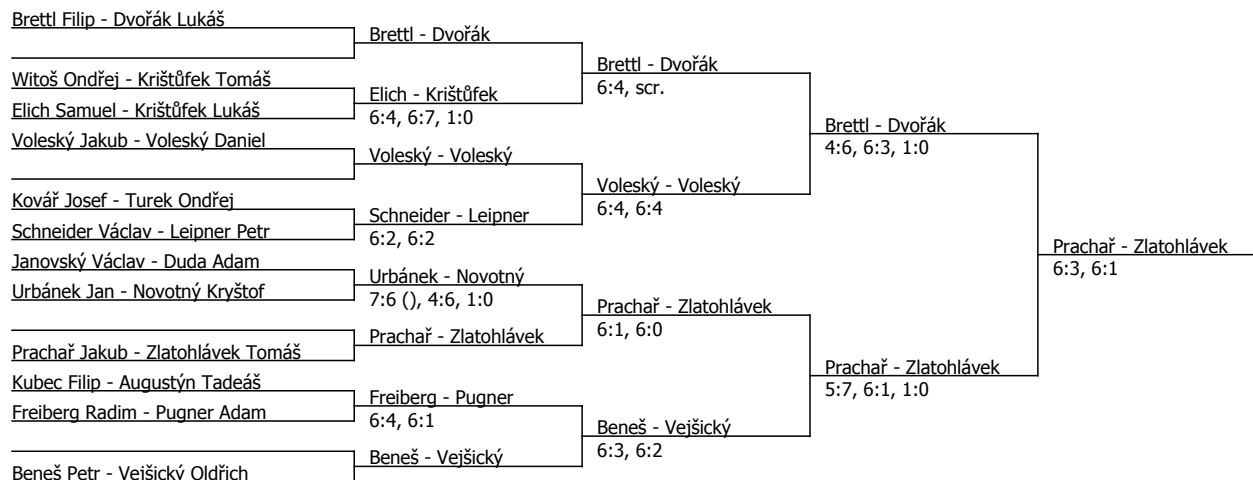 Brettl Filip - Dvořák Lukáš
Witoš Ondřej - Krištůfek Tomáš
Elich Samuel - Krištůfek Lukáš
Voleský Jakub - Voleský Daniel
Kovář Josef - Turek Ondřej
Schneider Václav - Leipner Petr
Janovský Václav - Duda Adam
Urbánek Jan - Novotný Kryštof
Prachař Jakub - Zlatohlávek Tomáš
Kubec Filip - Augustýn Tadeáš
Freiberg Radim - Pugner Adam
Beneš Petr - Vejšický Oldřich
Brettl - Dvořák
Elich - Krištůfek
6:4, 6:7, 1:0
Voleský - Voleský
Schneider - Leipner
6:2, 6:2
Urbánek - Novotný
7:6 (), 4:6, 1:0
Prachař - Zlatohlávek
Freiberg - Pugner
6:4, 6:1
Beneš - Vejšický
Brettl - Dvořák
6:4, scr.
Voleský - Voleský
6:4, 6:4
Prachař - Zlatohlávek
6:1, 6:0
Beneš - Vejšický
6:3, 6:2
Brettl - Dvořák
4:6, 6:3, 1:0
Prachař - Zlatohlávek
5:7, 6:1, 1:0
Prachař - Zlatohlávek
6:3, 6:1